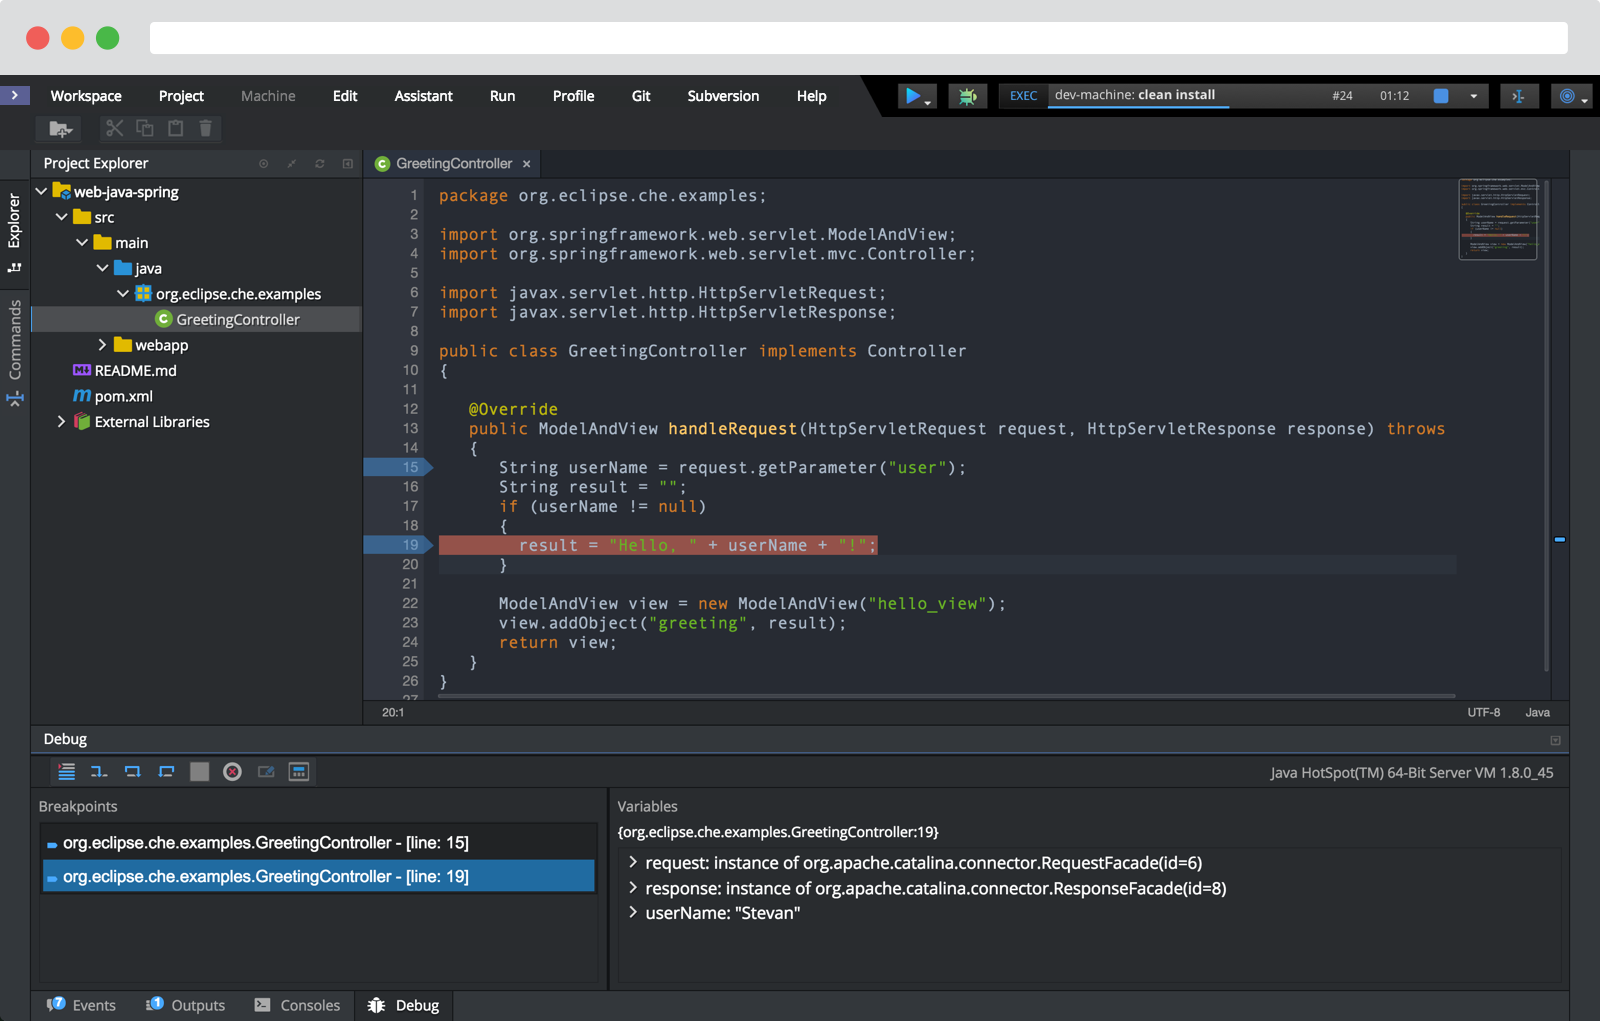 Workspace Project Machine Edit Assistant Run Profile Git Subversion Help
EXEC dev-machine: clean install #24 01:12
Project Explorer
GreetingController ×
Explorer
Commands
web-java-spring
src
main
java
org.eclipse.che.examples
C GreetingController
webapp
README.md
m pom.xml
External Libraries
1 package org.eclipse.che.examples;
2
3 import org.springframework.web.servlet.ModelAndView;
4 import org.springframework.web.servlet.mvc.Controller;
5
6 import javax.servlet.http.HttpServletRequest;
7 import javax.servlet.http.HttpServletResponse;
8
9 public class GreetingController implements Controller
10 {
11
12 @Override
13 public ModelAndView handleRequest(HttpServletRequest request, HttpServletResponse response) throws
14 {
15 String userName = request.getParameter("user");
16 String result = "";
17 if (userName != null)
18 {
19 result = "Hello, " + userName + "!";
20 }
21
22 ModelAndView view = new ModelAndView("hello_view");
23 view.addObject("greeting", result);
24 return view;
25 }
26 }
27
20:1 UTF-8 Java
Debug
Java HotSpot(TM) 64-Bit Server VM 1.8.0_45
Breakpoints
org.eclipse.che.examples.GreetingController - [line: 15]
org.eclipse.che.examples.GreetingController - [line: 19]
Variables
{org.eclipse.che.examples.GreetingController:19}
request: instance of org.apache.catalina.connector.RequestFacade(id=6)
response: instance of org.apache.catalina.connector.ResponseFacade(id=8)
userName: "Stevan"
7 Events 1 Outputs Consoles Debug